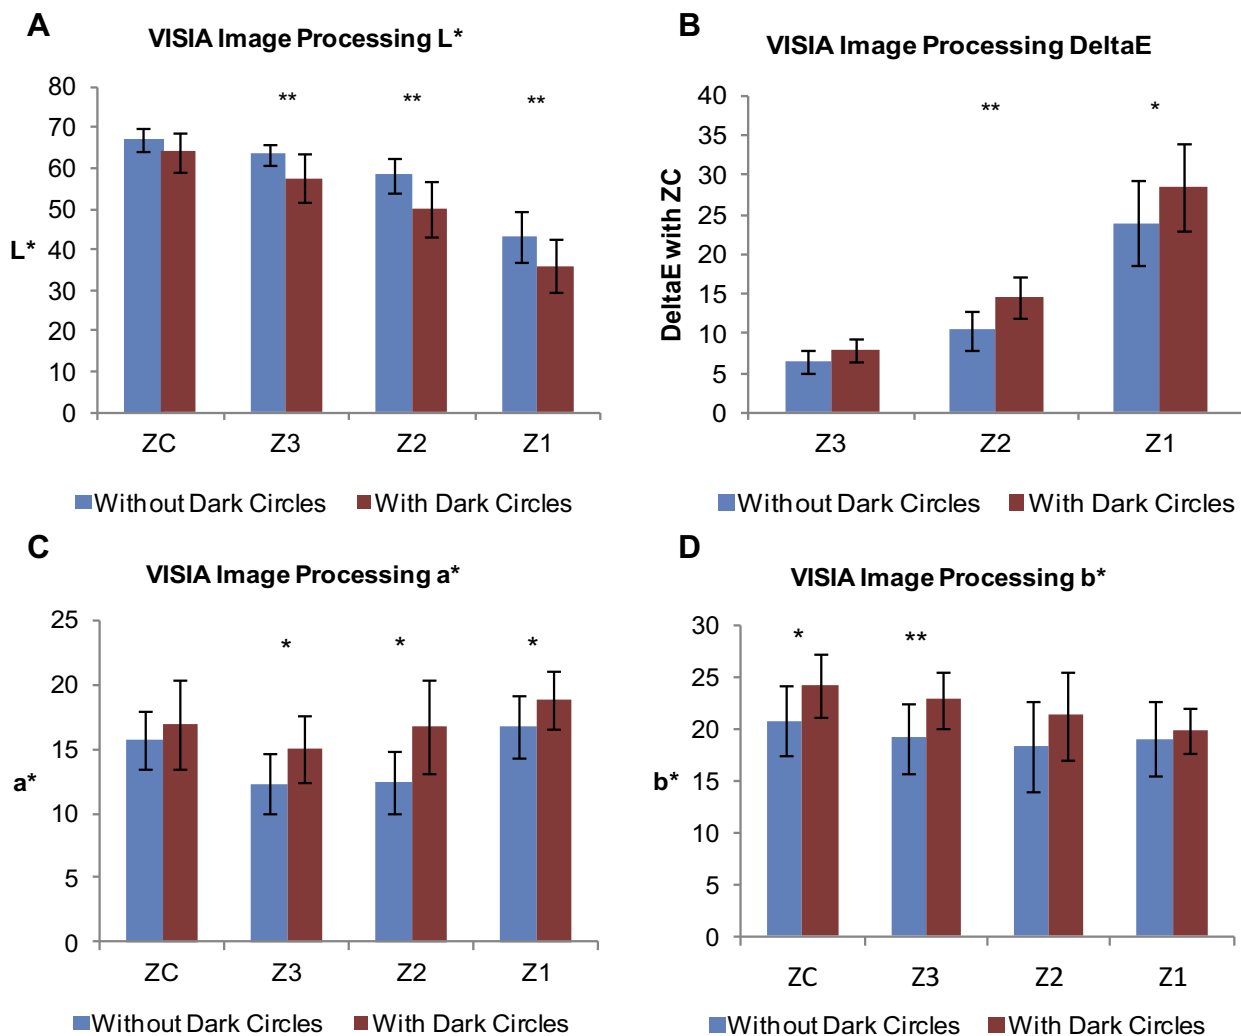 A
VISIA Image Processing L*
80
70
60
50
40
30
20
10
0
L*
** ** **
ZC Z3 Z2 Z1
Without Dark Circles With Dark Circles
B
VISIA Image Processing DeltaE
40
35
30
25
20
15
10
5
0
DeltaE with ZC
** *
Z3 Z2 Z1
Without Dark Circles With Dark Circles
C
VISIA Image Processing a*
25
20
15
10
5
0
a*
* * *
ZC Z3 Z2 Z1
Without Dark Circles With Dark Circles
D
VISIA Image Processing b*
30
25
20
15
10
5
0
b*
* **
ZC Z3 Z2 Z1
Without Dark Circles With Dark Circles